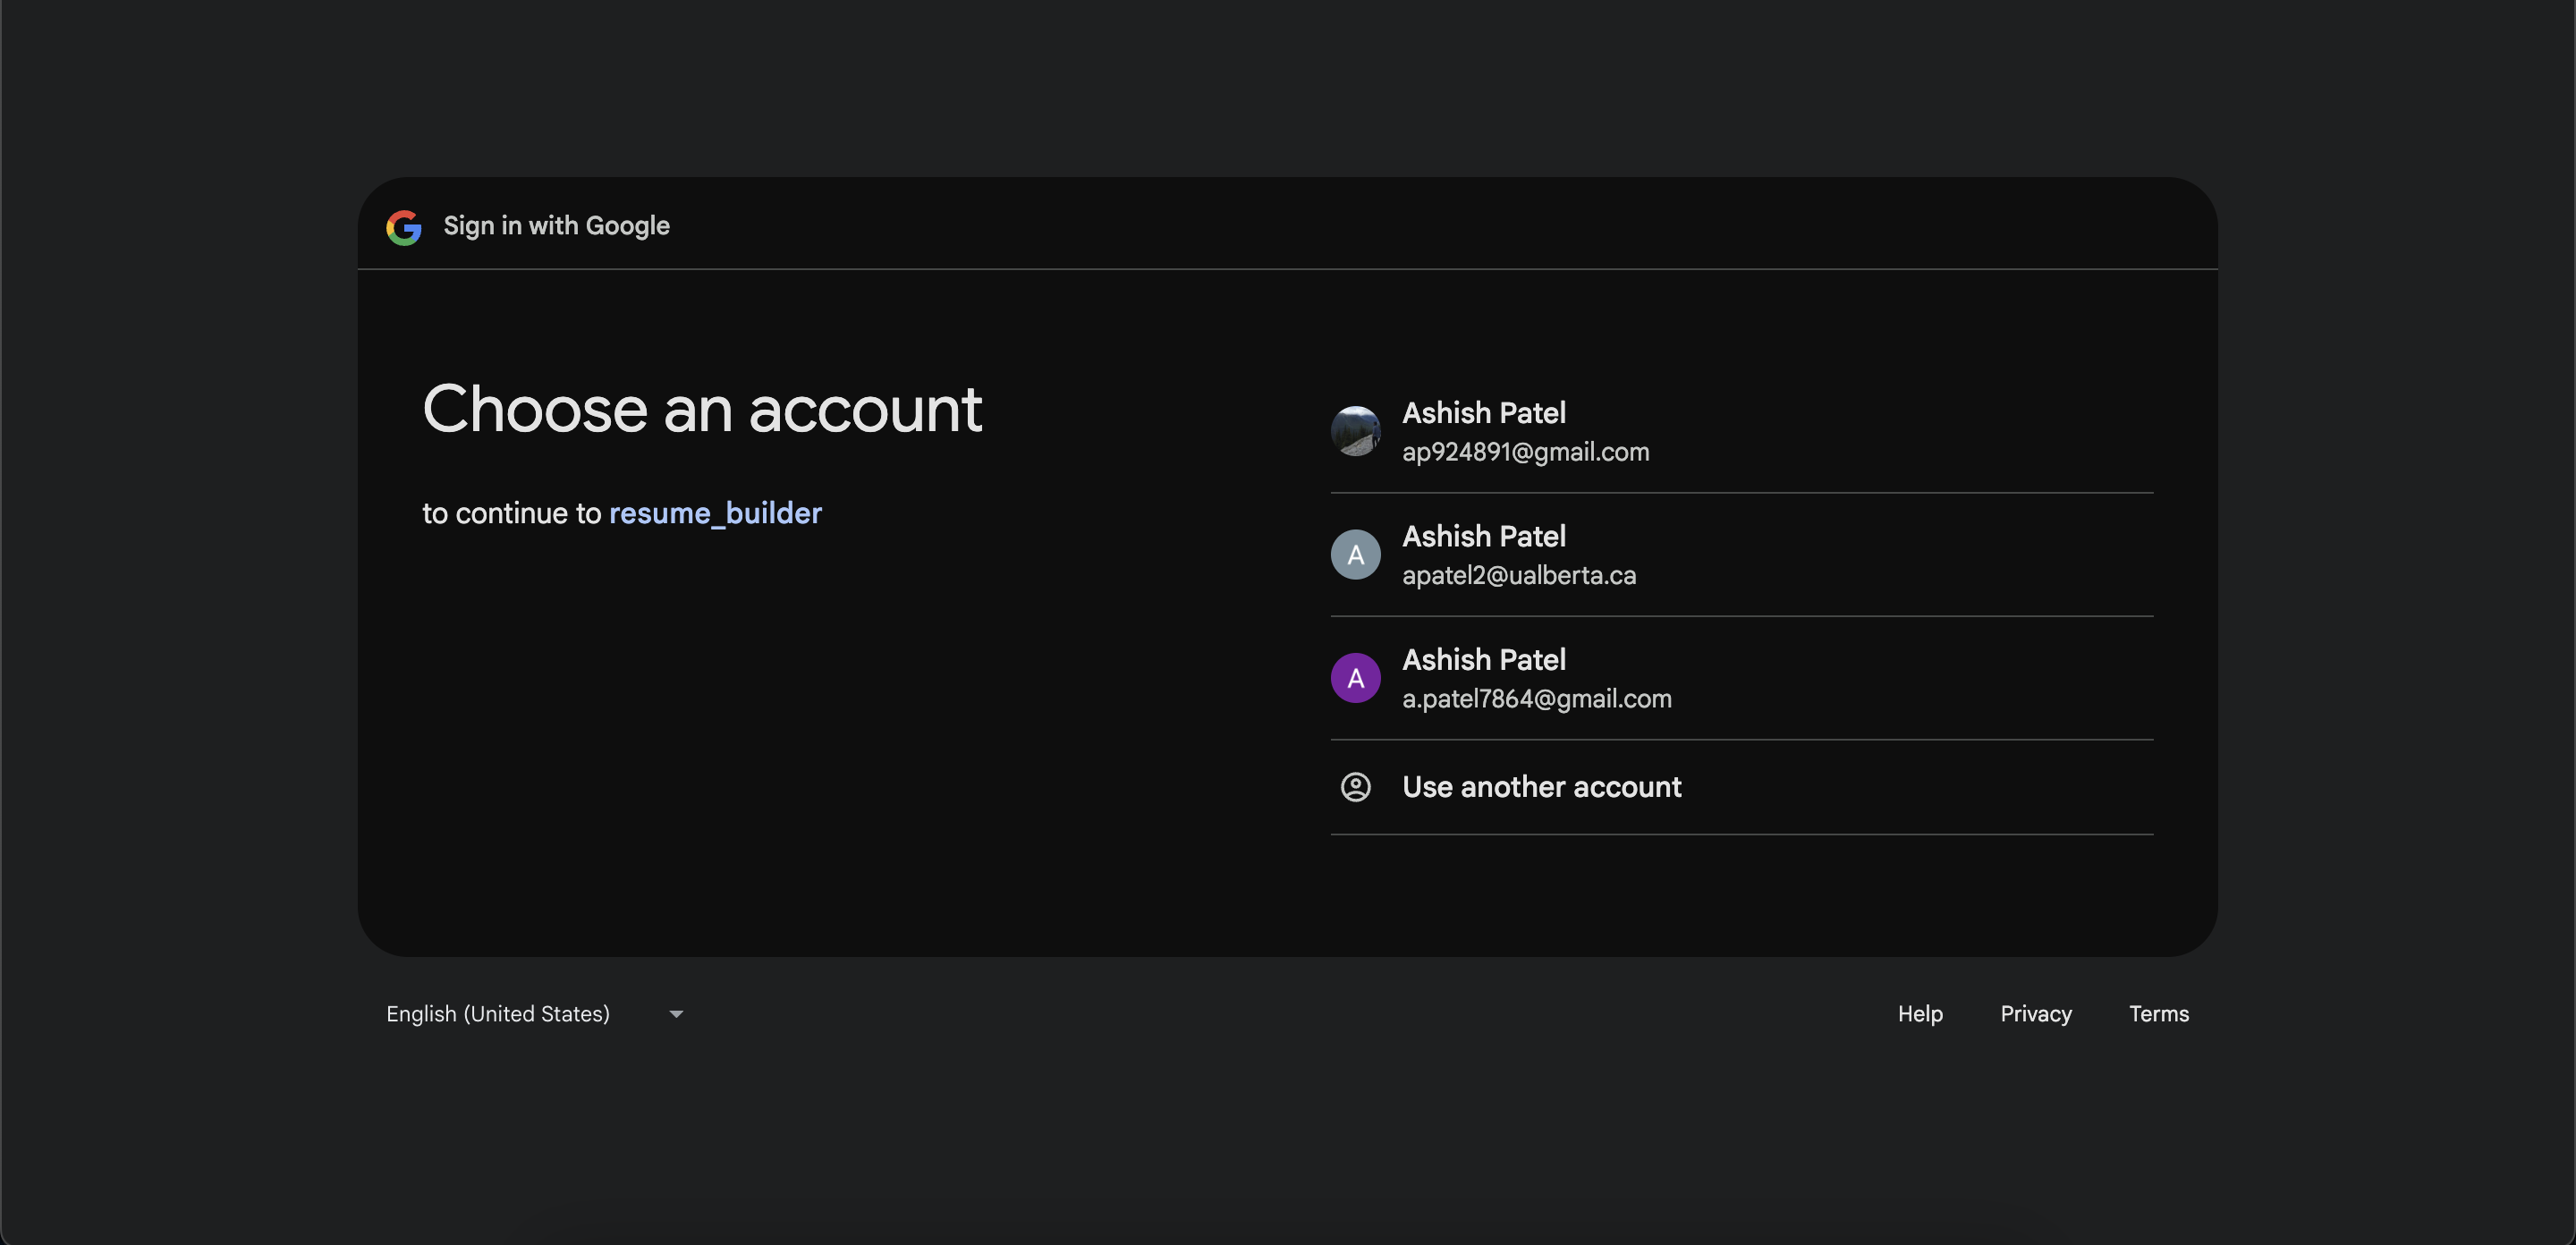 Sign in with Google
Choose an account
to continue to resume_builder
Ashish Patel
ap924891@gmail.com
A
Ashish Patel
apatel2@ualberta.ca
A
Ashish Patel
a.patel7864@gmail.com
Use another account
English (United States)
Help
Privacy
Terms